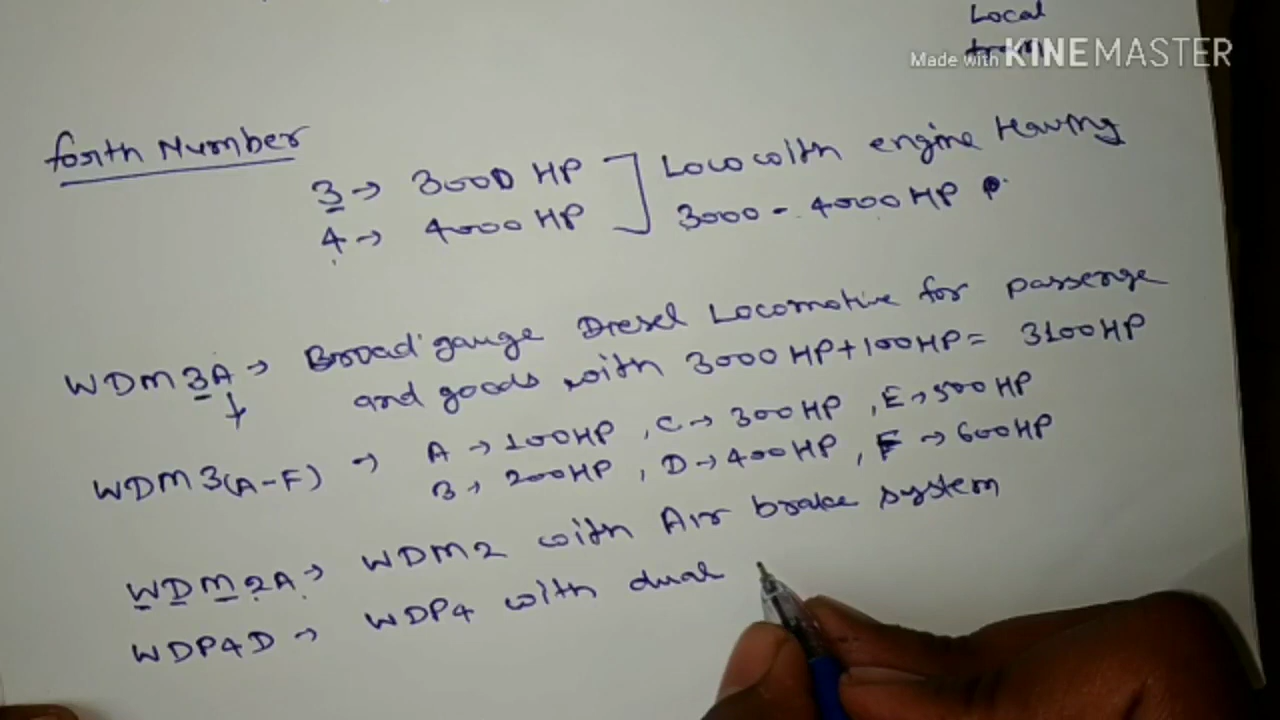 Local
train
Made with KINEMASTER
forth Number
3 → 3000 HP
4 → 4000 HP
] Loco with engine Having
3000 - 4000 HP
WDM3A → Broad gauge Diesel Locomotive for passenge
and goods with 3000 HP + 100 HP = 3100 HP
WDM3(A-F) → A → 100 HP , C → 300 HP , E → 500 HP
B → 200 HP , D → 400 HP , F → 600 HP
WDM2A → WDM2 with Air brake system
WDP4D → WDP4 with dual